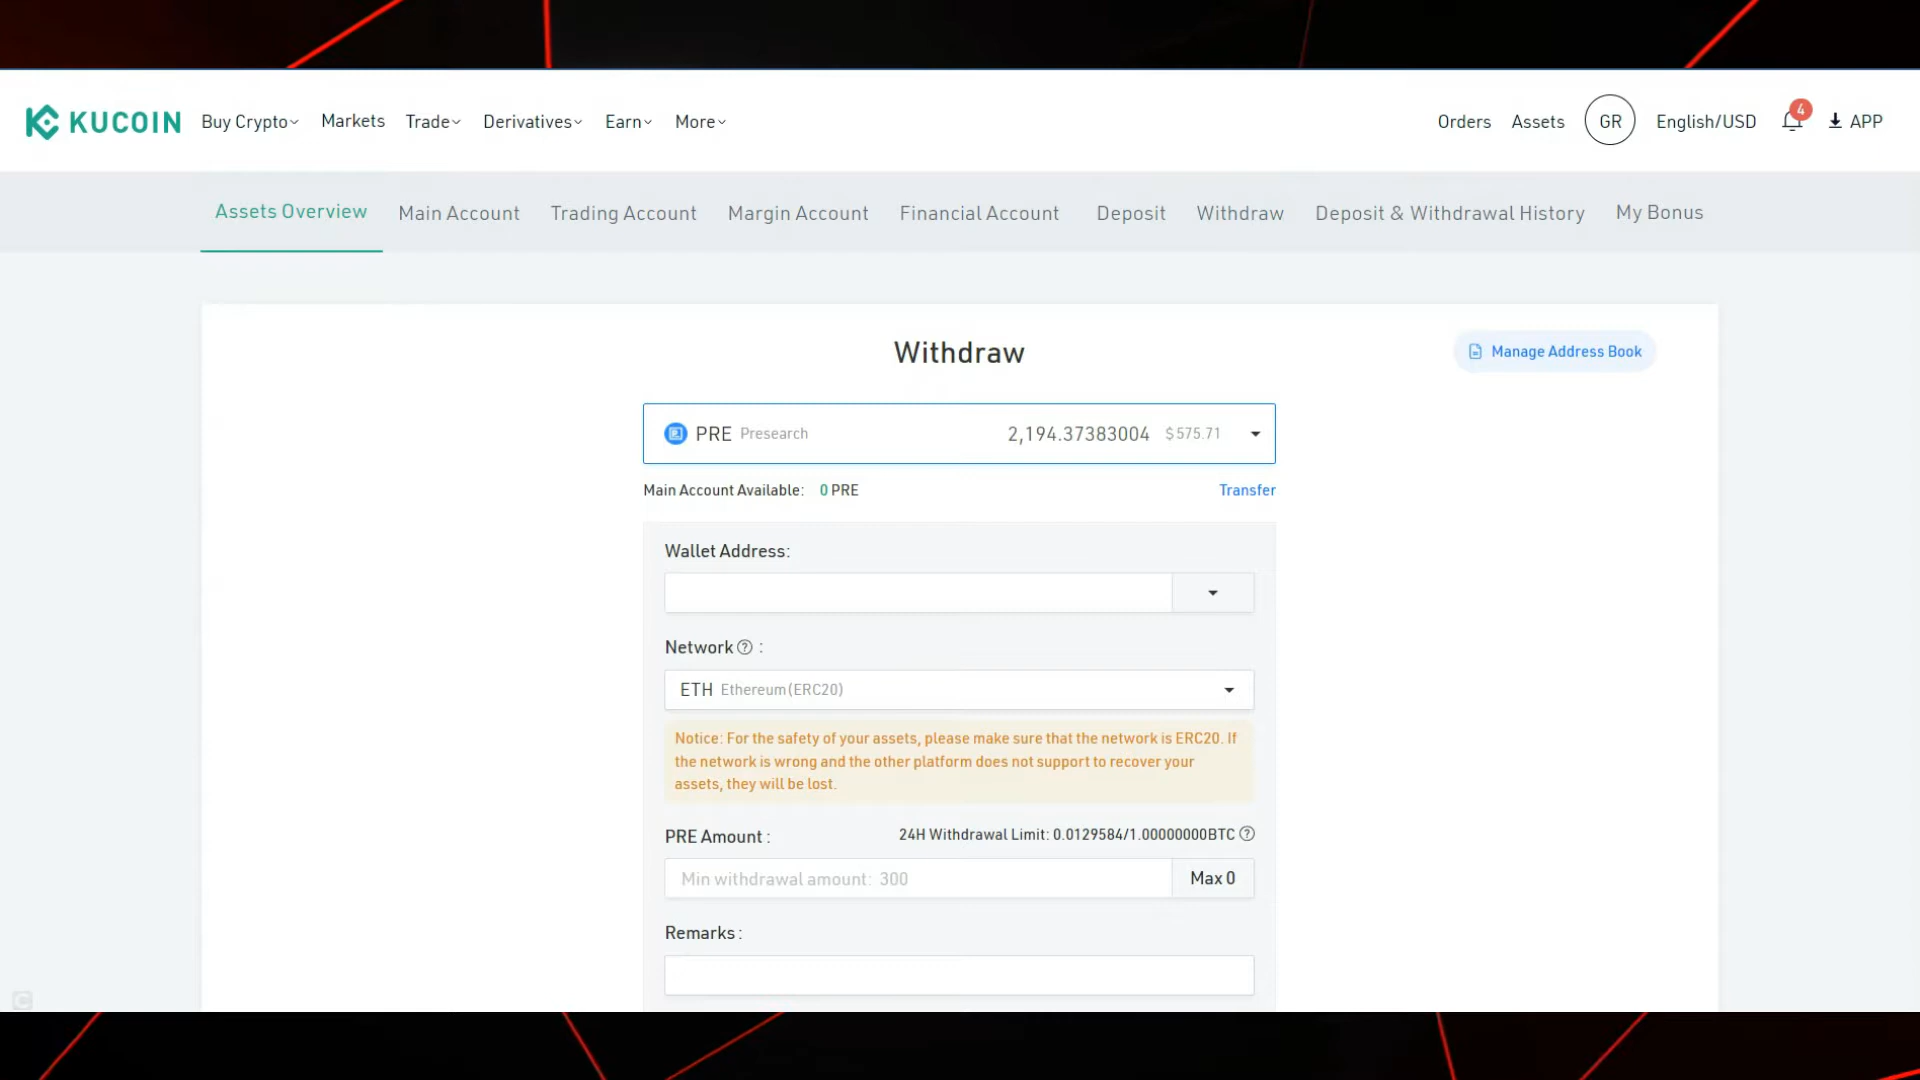 KUCOIN Buy Crypto Markets Trade Derivatives Earn More Orders Assets GR English/USD 4 APP
Assets Overview Main Account Trading Account Margin Account Financial Account Deposit Withdraw Deposit & Withdrawal History My Bonus
Withdraw
Manage Address Book
PRE Presearch 2,194.37383004 $575.71
Main Account Available: 0 PRE Transfer
Wallet Address:
Network ? :
ETH Ethereum(ERC20)
Notice: For the safety of your assets, please make sure that the network is ERC20. If
the network is wrong and the other platform does not support to recover your
assets, they will be lost.
PRE Amount : 24H Withdrawal Limit: 0.0129584/1.00000000BTC ?
Min withdrawal amount: 300 Max 0
Remarks :